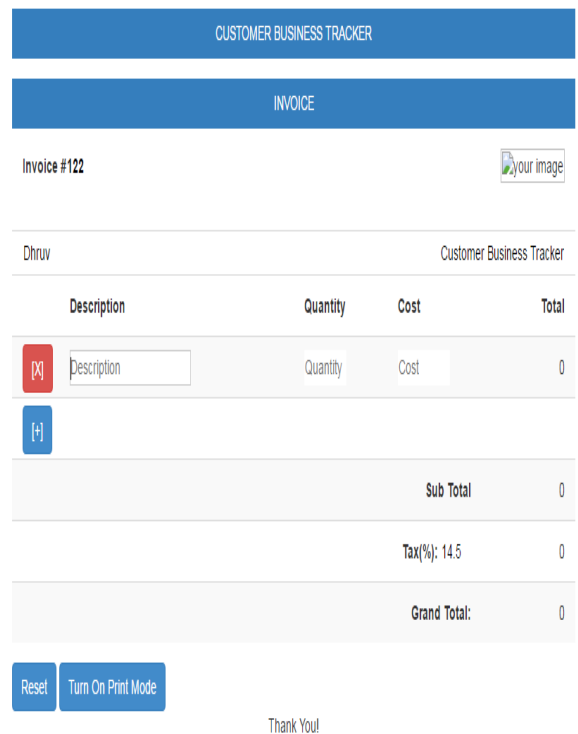 CUSTOMER BUSINESS TRACKER
INVOICE
Invoice #122 your image
Dhruv Customer Business Tracker
Description Quantity Cost Total
[X] Description Quantity Cost 0
[+]
Sub Total 0
Tax(%): 14.5 0
Grand Total: 0
Reset Turn On Print Mode
Thank You!